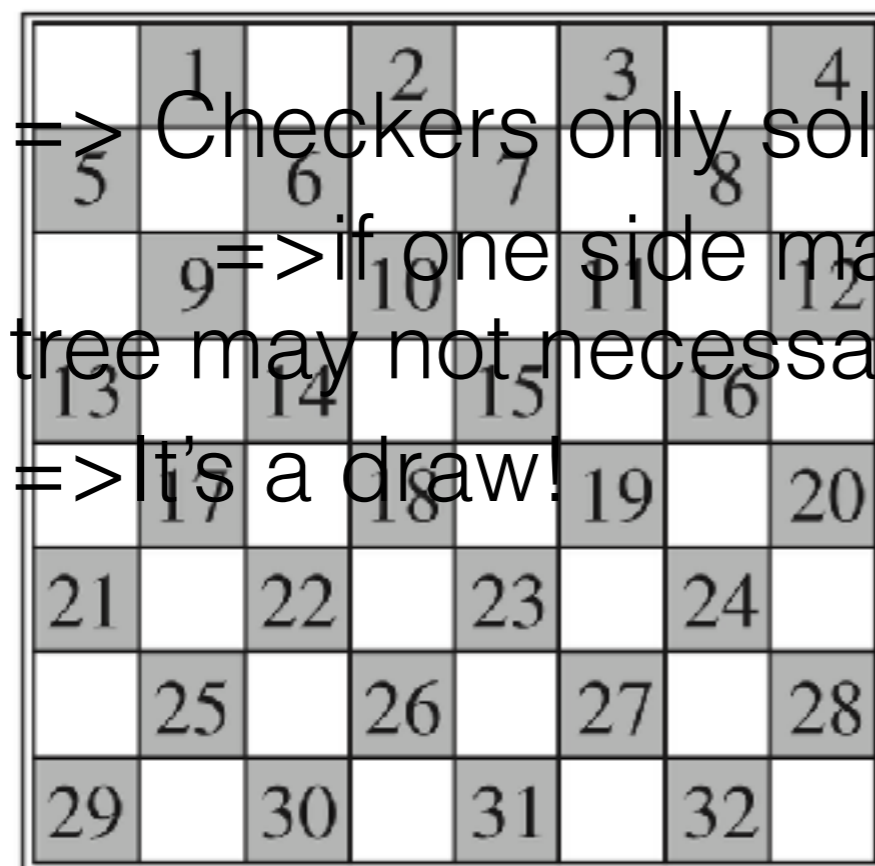 1 2 3 4
=> Checkers only sol
5 6 7 8
=>if one side ma
9 10 11 12
tree may not necessa
13 14 15 16
=>It’s a draw!
17 18 19 20
21 22 23 24
25 26 27 28
29 30 31 32